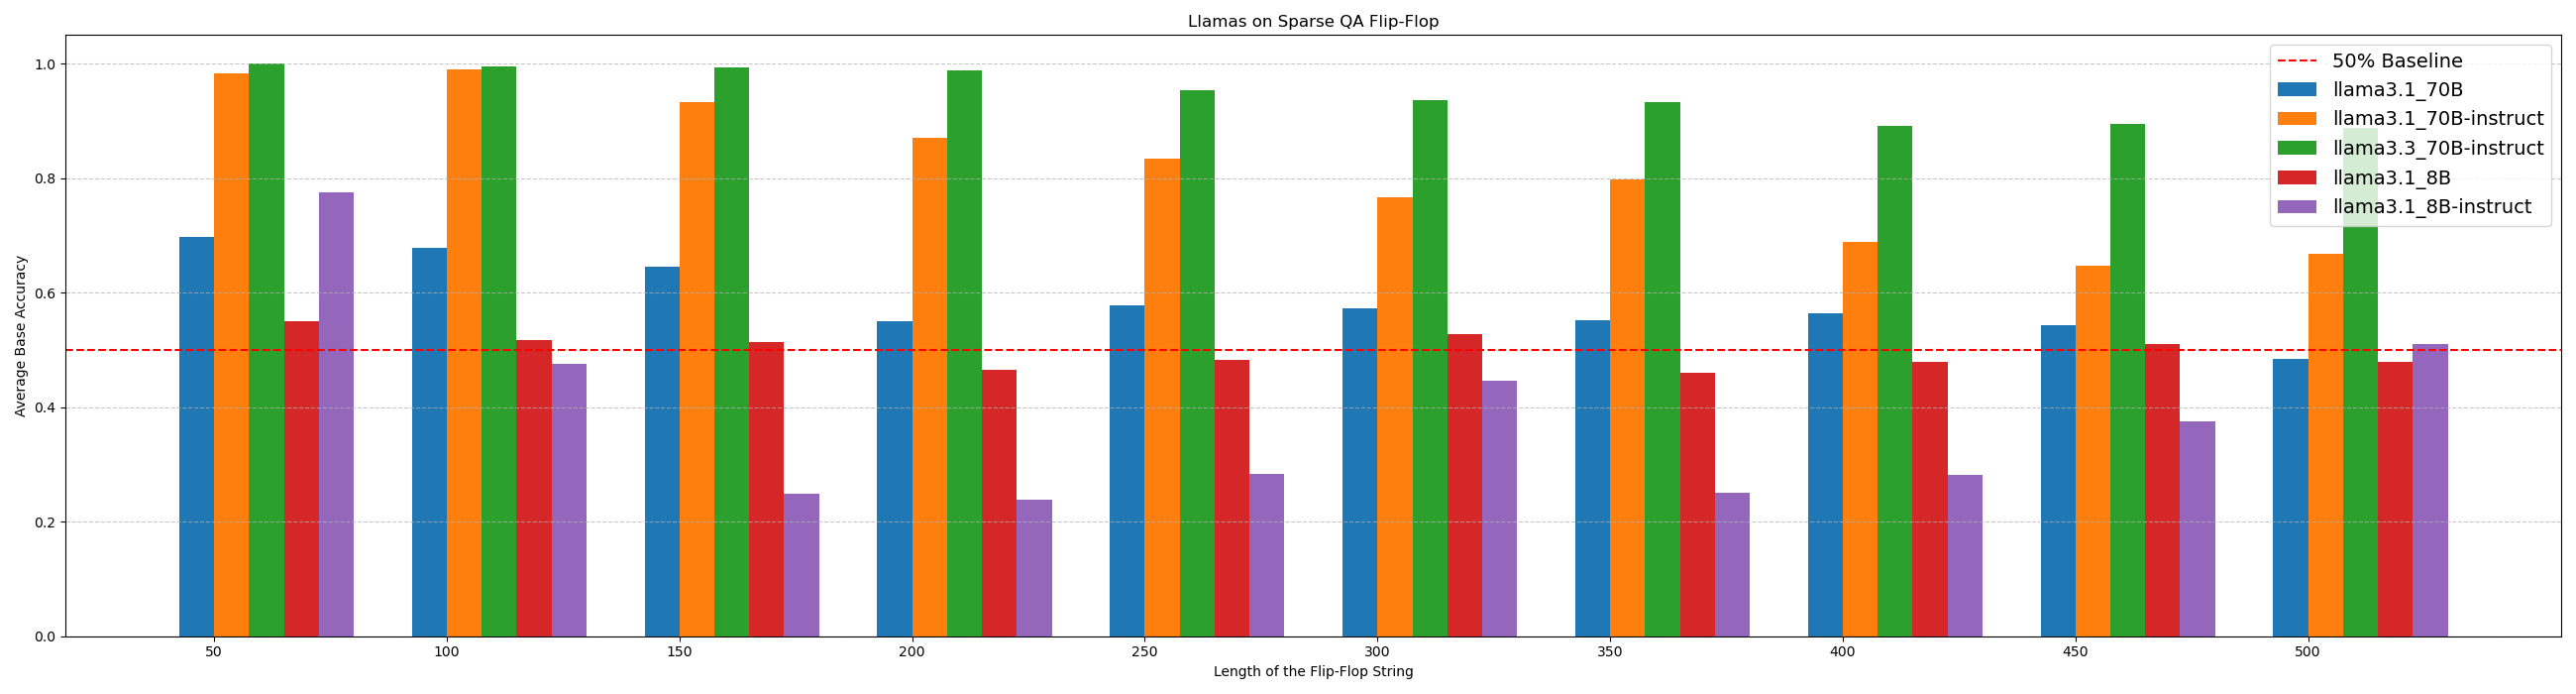 Llamas on Sparse QA Flip-Flop
1.0
0.8
0.6
0.4
0.2
0.0
Average Base Accuracy
50% Baseline
llama3.1_70B
llama3.1_70B-instruct
llama3.3_70B-instruct
llama3.1_8B
llama3.1_8B-instruct
50 100 150 200 250 300 350 400 450 500
Length of the Flip-Flop String